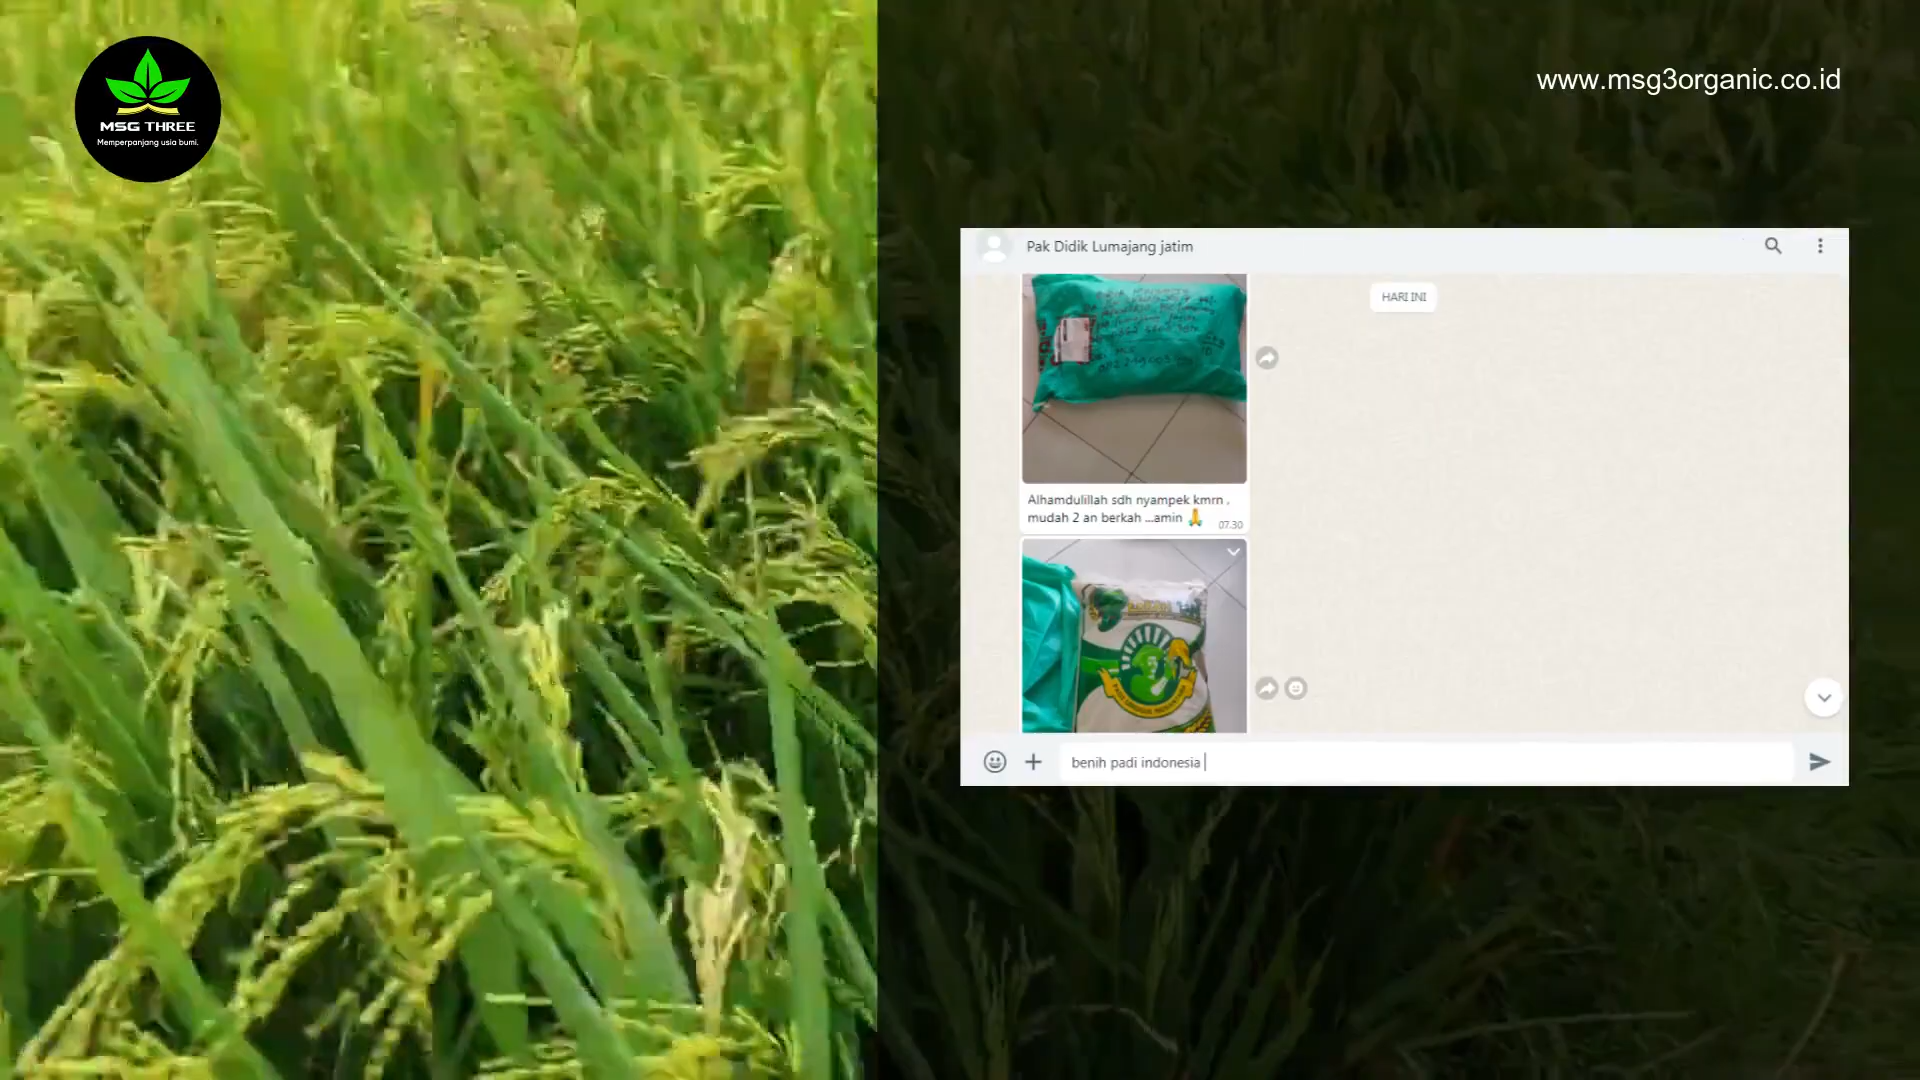 MSG THREE
Memperpanjang usia bumi.
www.msg3organic.co.id
Pak Didik Lumajang jatim
HARI INI
Alhamdulillah sdh nyampek kmrn .
mudah 2 an berkah ...amin 🙏
07.30
benih padi indonesia